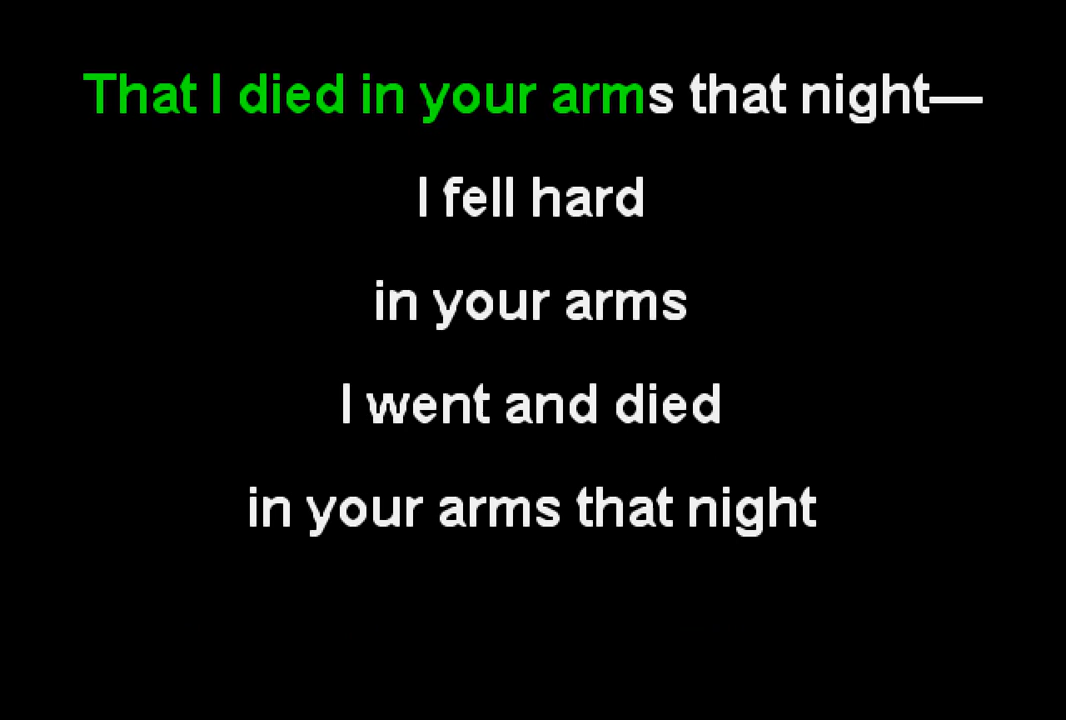 That I died in your arms that night—
I fell hard
in your arms
I went and died
in your arms that night